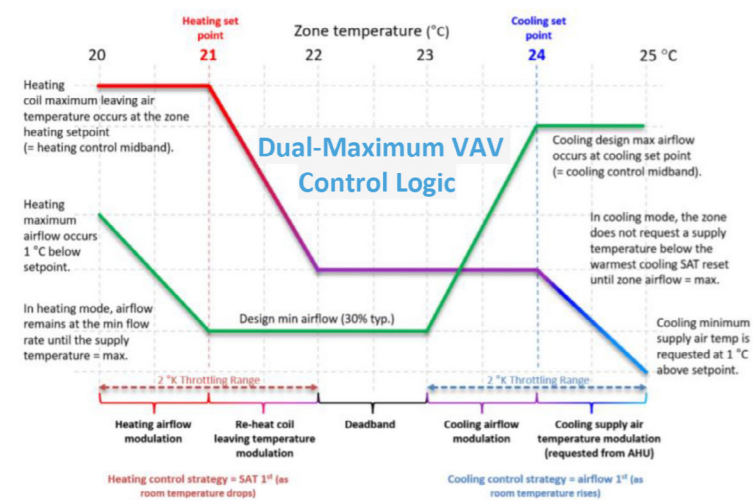 Heating set
point
Zone temperature (°C)
Cooling set
point
20
21
22
23
24
25 °C
Heating
coil maximum leaving air
temperature occurs at the zone
heating setpoint
(= heating control midband).
Dual-Maximum VAV
Control Logic
Cooling design max airflow
occurs at cooling set point
(= cooling control midband).
Heating
maximum
airflow occurs
1 °C below
setpoint.
In cooling mode, the zone
does not request a supply
temperature below the
warmest cooling SAT reset
until zone airflow = max.
In heating mode, airflow
remains at the min flow
rate until the supply
temperature = max.
Design min airflow (30% typ.)
Cooling minimum
supply air temp is
requested at 1 °C
above setpoint.
2 °K Throttling Range
2 °K Throttling Range
Heating airflow
modulation
Re-heat coil
leaving temperature
modulation
Deadband
Cooling airflow
modulation
Cooling supply air
temperature modulation
(requested from AHU)
Heating control strategy = SAT 1st (as
room temperature drops)
Cooling control strategy = airflow 1st (as
room temperature rises)